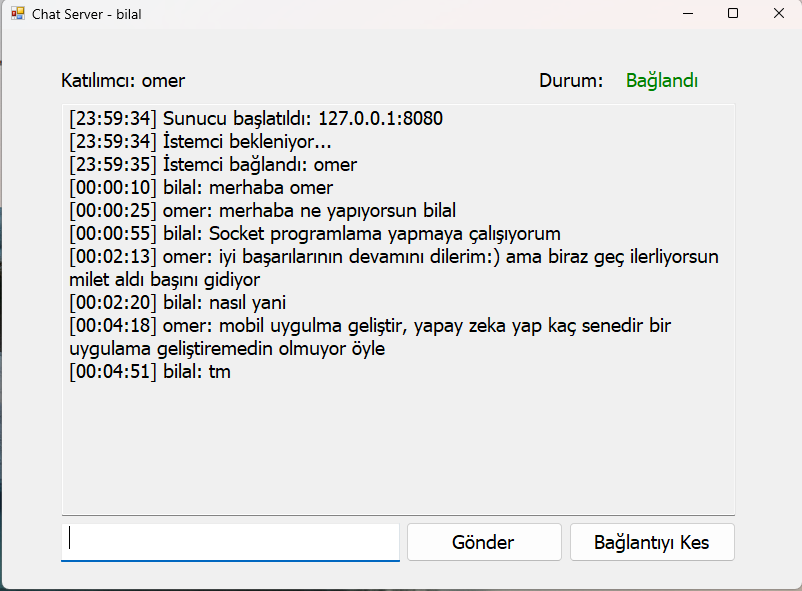 Chat Server - bilal
Katılımcı: omer
Durum: Bağlandı
[23:59:34] Sunucu başlatıldı: 127.0.0.1:8080
[23:59:34] İstemci bekleniyor...
[23:59:35] İstemci bağlandı: omer
[00:00:10] bilal: merhaba omer
[00:00:25] omer: merhaba ne yapıyorsun bilal
[00:00:55] bilal: Socket programlama yapmaya çalışıyorum
[00:02:13] omer: iyi başarılarının devamını dilerim:) ama biraz geç ilerliyorsun
milet aldı başını gidiyor
[00:02:20] bilal: nasıl yani
[00:04:18] omer: mobil uygulma geliştir, yapay zeka yap kaç senedir bir
uygulama geliştiremedin olmuyor öyle
[00:04:51] bilal: tm
Gönder
Bağlantıyı Kes